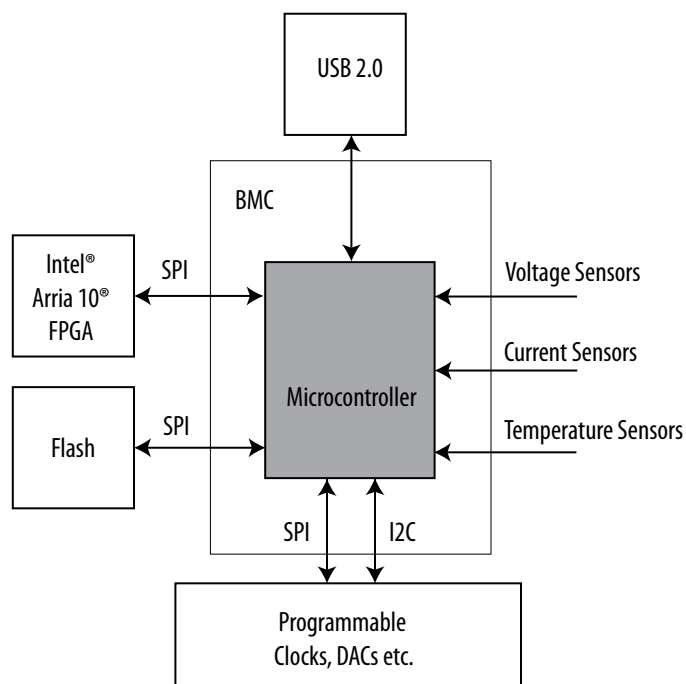 USB 2.0
BMC
Intel®
Arria 10®
FPGA
SPI
Voltage Sensors
Current Sensors
Microcontroller
Flash
SPI
Temperature Sensors
SPI
I2C
Programmable
Clocks, DACs etc.